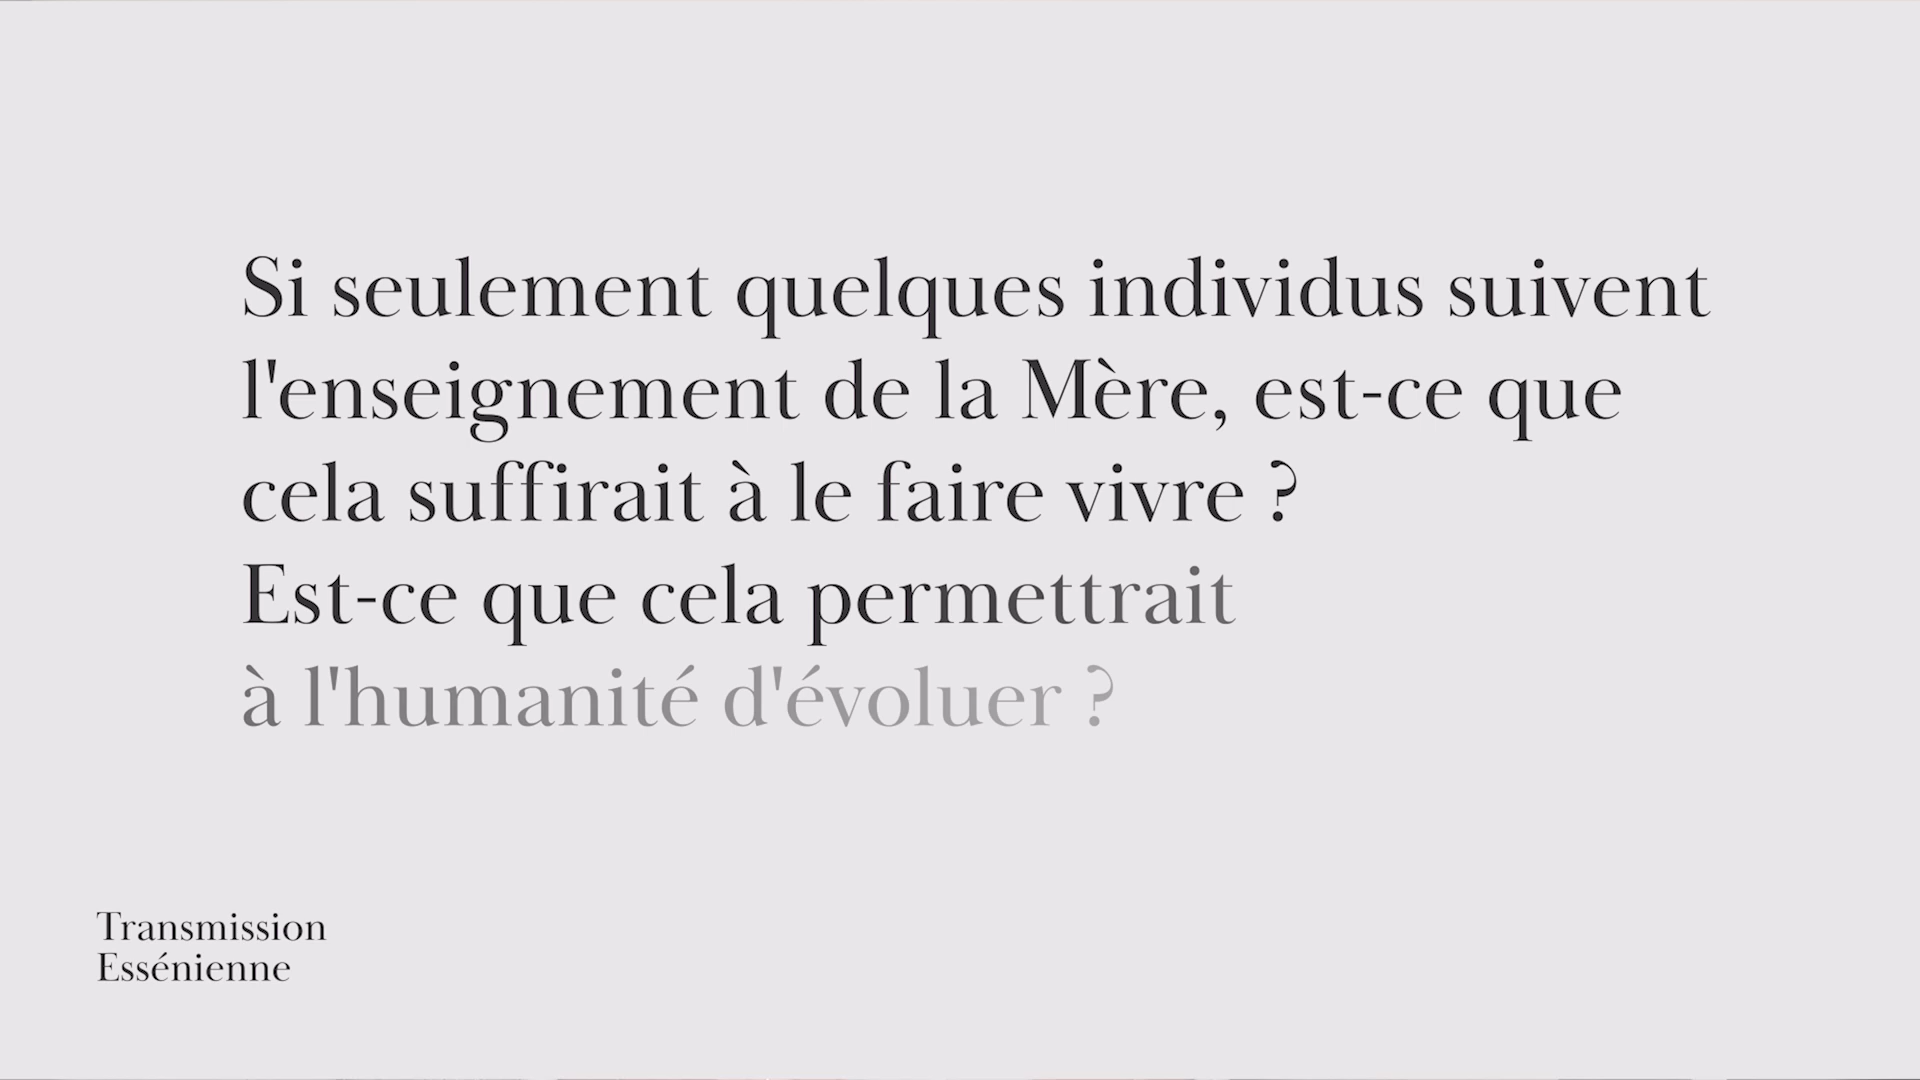 Si seulement quelques individus suivent
l'enseignement de la Mère, est-ce que
cela suffirait à le faire vivre ?
Est-ce que cela permettrait
à l'humanité d'évoluer ?
Transmission
Essénienne